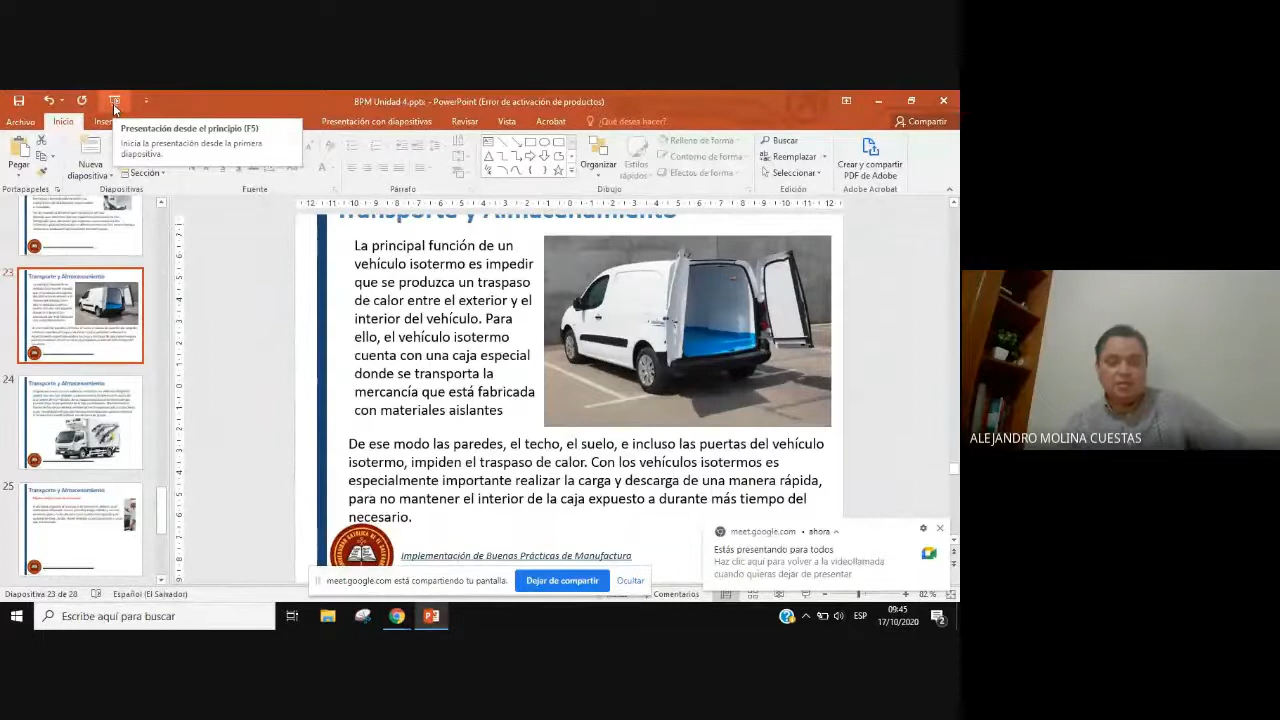 BPM Unidad 4.pptx - PowerPoint (Error de activación de productos)
Archivo Inicio Inser Presentación con diapositivas Revisar Vista Acrobat ¿Qué desea hacer? Compartir
Presentación desde el principio (F5)
Inicia la presentación desde la primera
diapositiva.
Pegar
Nueva
diapositiva
Sección
Organizar
Estilos
rápidos
Relleno de forma
Contorno de forma
Efectos de forma
Buscar
Reemplazar
Seleccionar
Crear y compartir
PDF de Adobe
Portapapeles Diapositivas Fuente Párrafo Dibujo Edición Adobe Acrobat
Transporte y Almacenamiento
La principal función de un
vehículo isotermo es impedir
que se produzca un traspaso
de calor entre el exterior y el
interior del vehículo. Para
ello, el vehículo isotermo
cuenta con una caja especial
donde se transporta la
mercancía que está fabricada
con materiales aislantes
De ese modo las paredes, el techo, el suelo, e incluso las puertas del vehículo
isotermo, impiden el traspaso de calor. Con los vehículos isotermos es
especialmente importante realizar la carga y descarga de una manera rápida,
para no mantener el interior de la caja expuesto a durante más tiempo del
necesario.
Implementación de Buenas Prácticas de Manufactura
23
Transporte y Almacenamiento
24
Transporte y Almacenamiento
25
Transporte y Almacenamiento
meet.google.com • ahora
Estás presentando para todos
Haz clic aquí para volver a la videollamada
cuando quieras dejar de presentar
meet.google.com está compartiendo tu pantalla. Dejar de compartir Ocultar
Diapositiva 23 de 28 Español (El Salvador) Comentarios 82 %
Escribe aquí para buscar
ESP
09:45
17/10/2020
2
ALEJANDRO MOLINA CUESTAS